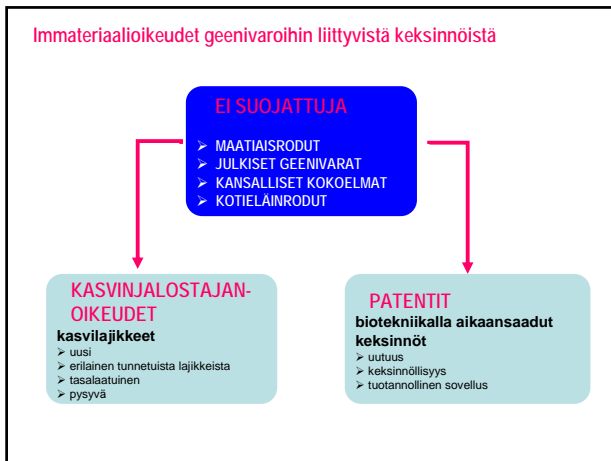 Immateriaalioikeudet geenivaroihin liittyvistä keksinnöistä
EI SUOJATTUJA
➢ MAATIAISRODUT
➢ JULKISET GEENIVARAT
➢ KANSALLISET KOKOELMAT
➢ KOTIELÄINRODUT
KASVINJALOSTAJAN-
OIKEUDET
kasvilajikkeet
➢ uusi
➢ erilainen tunnetuista lajikkeista
➢ tasalaatuinen
➢ pysyvä
PATENTIT
biotekniikalla aikaansaadut
keksinnöt
➢ uutuus
➢ keksinnöllisyys
➢ tuotannollinen sovellus